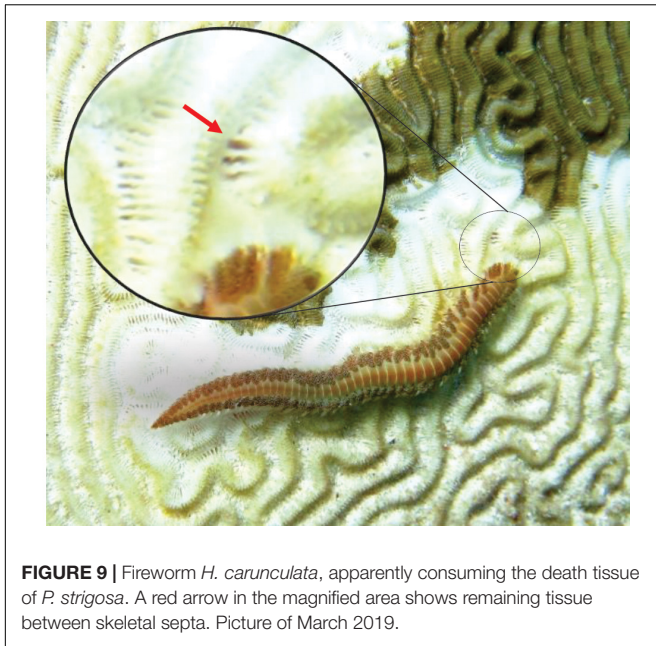 FIGURE 9 | Fireworm H. carunculata, apparently consuming the death tissue
of P. strigosa. A red arrow in the magnified area shows remaining tissue
between skeletal septa. Picture of March 2019.